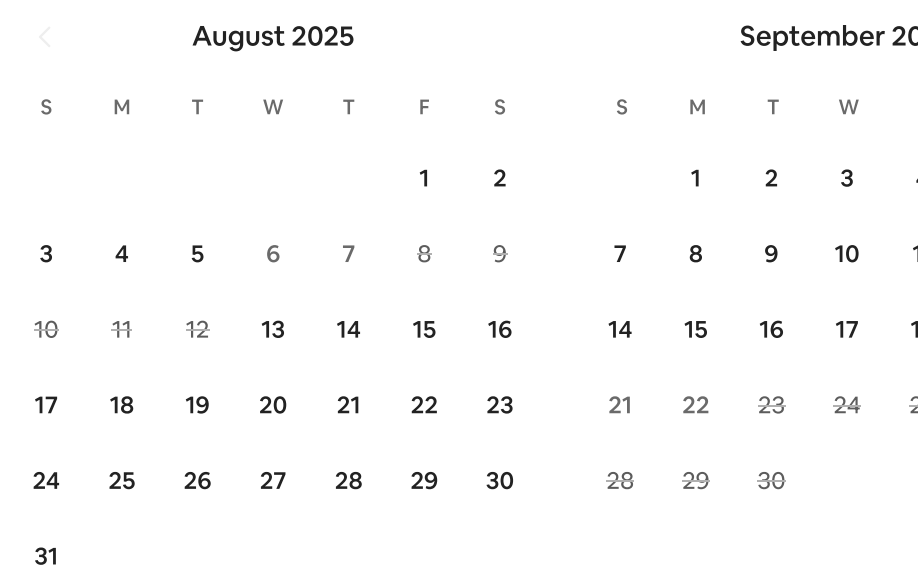 August 2025
S M T W T F S
1 2
3 4 5 6 7 8 9
10 11 12 13 14 15 16
17 18 19 20 21 22 23
24 25 26 27 28 29 30
31
September
S M T W
1 2 3
7 8 9 10
14 15 16 17
21 22 23 24
28 29 30